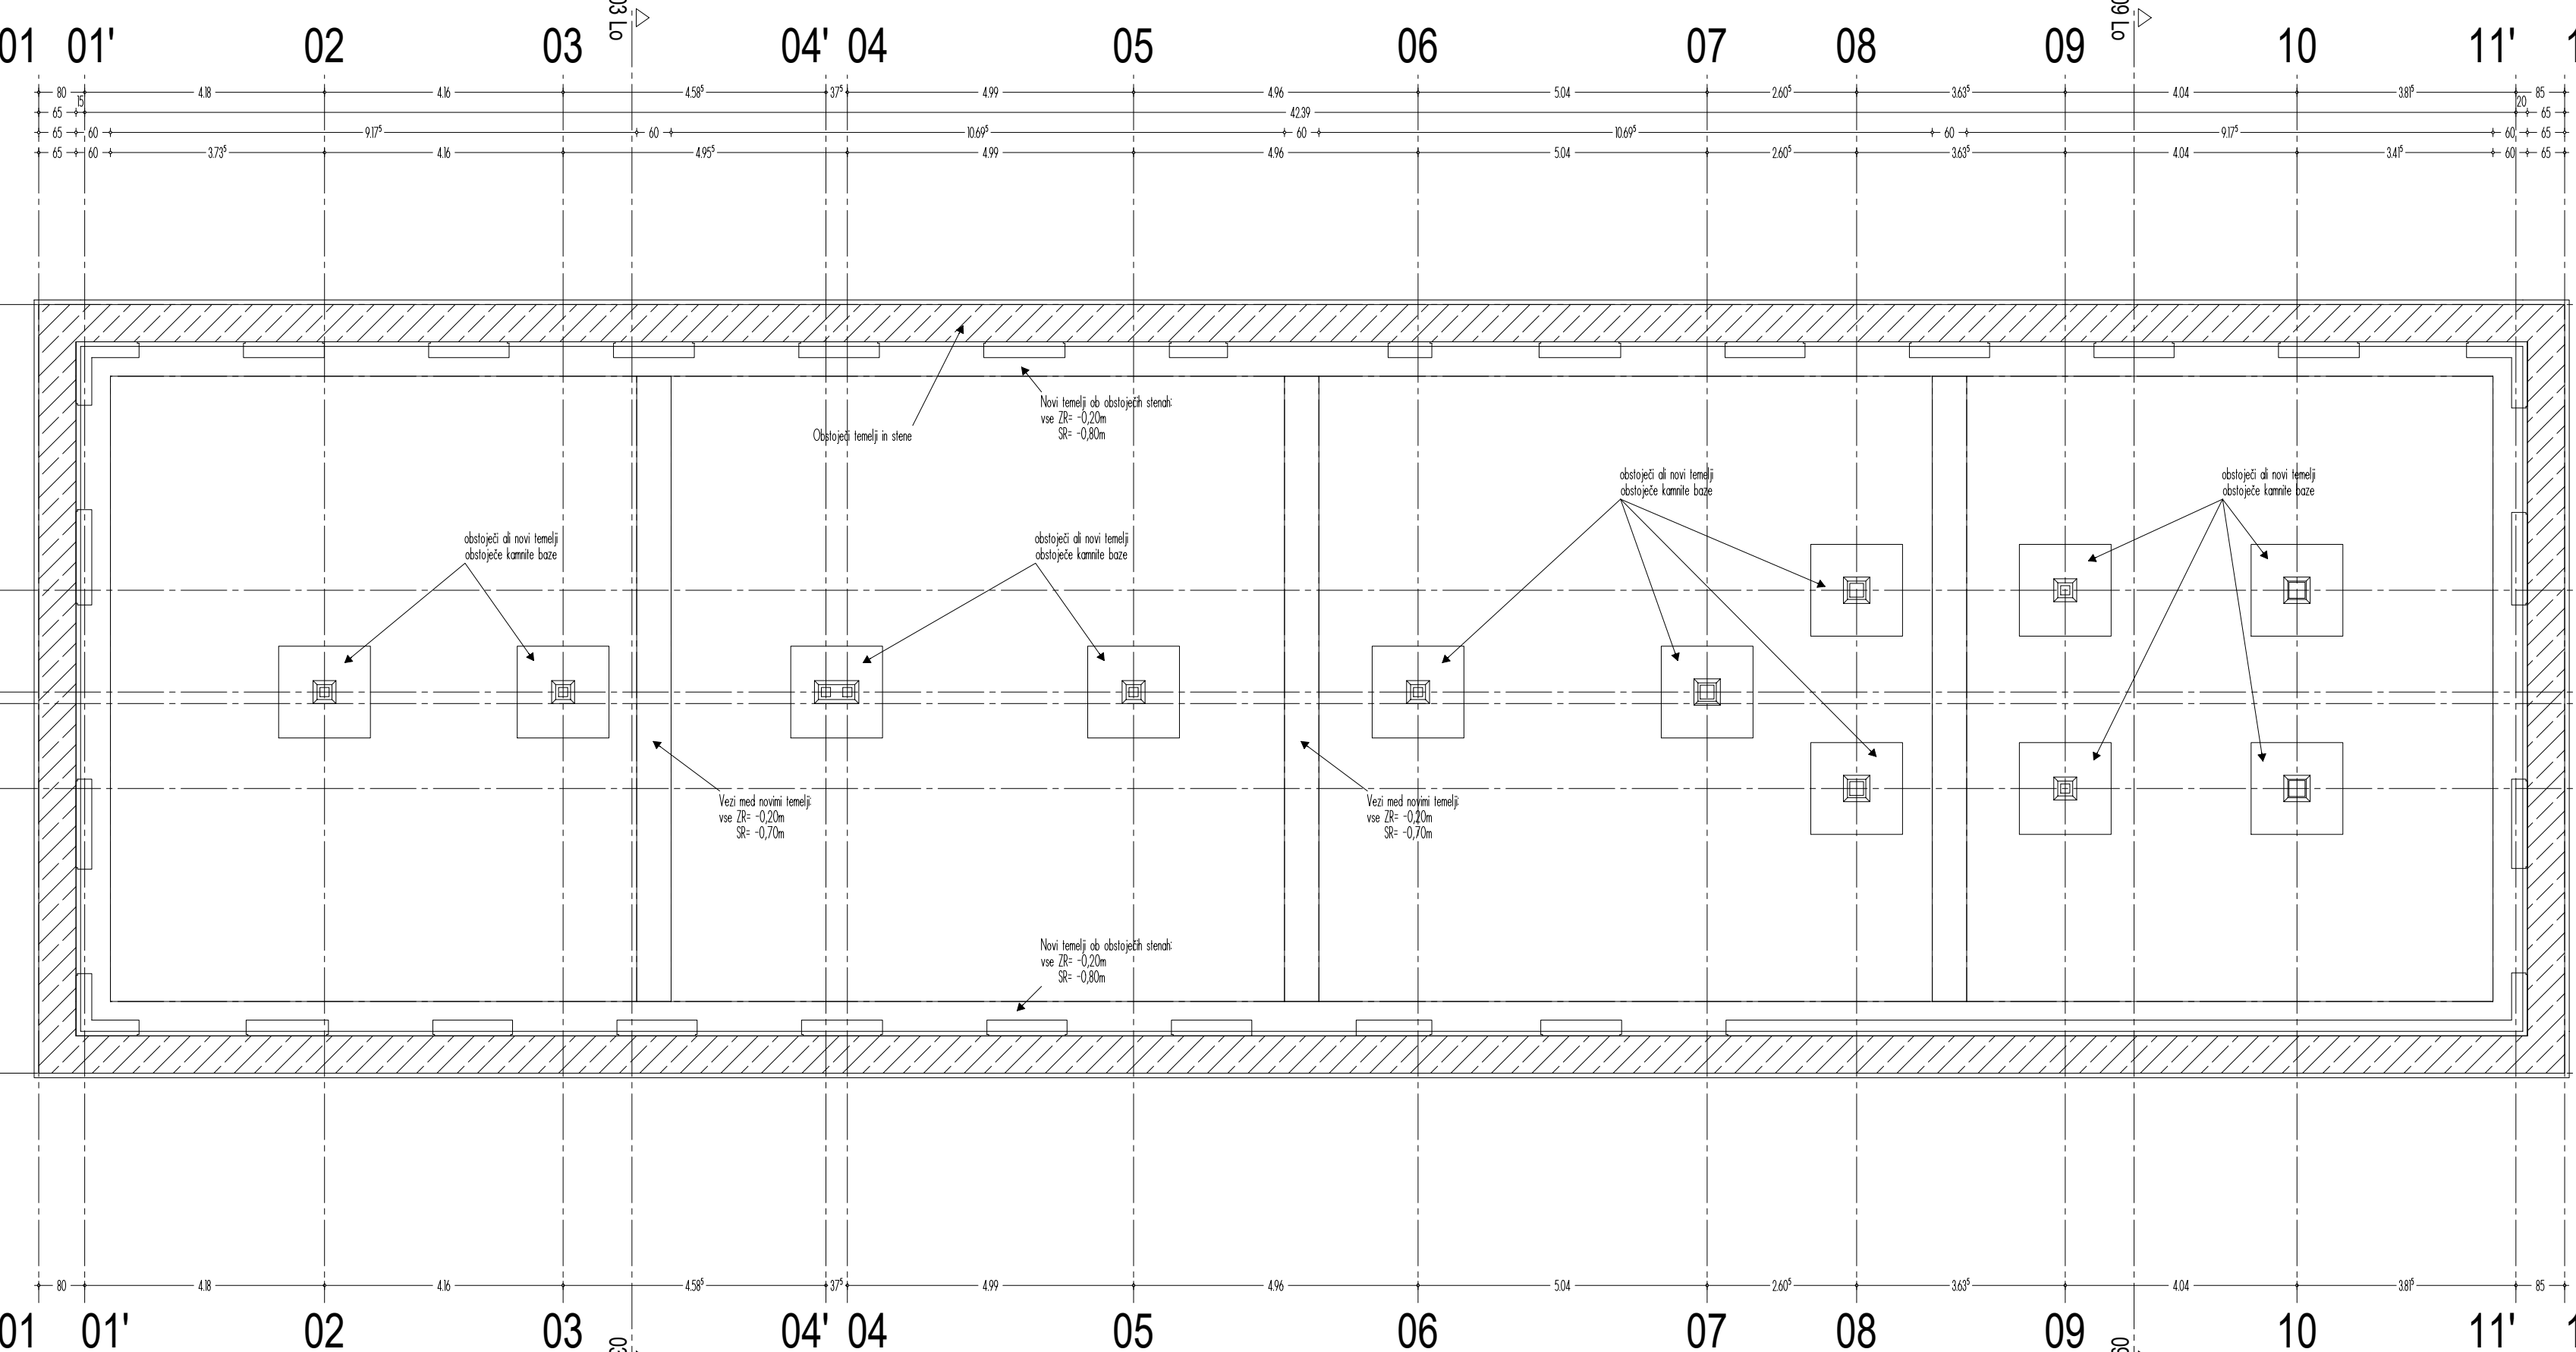 03 Lo
09 Lo
01 01' 02 03 04' 04 05 06 07 08 09 10 11' 1
80 4.18 4.16 4.58⁵ 37⁵ 4.99 4.96 5.04 2.60⁵ 3.63⁵ 4.04 3.81⁵ 85
15 20
65 42.39 65
65 60 9.17⁵ 60 10.69⁵ 60 10.69⁵ 60 9.17⁵ 60 65
65 60 3.73⁵ 4.16 4.95⁵ 4.99 4.96 5.04 2.60⁵ 3.63⁵ 4.04 3.41⁵ 60 65
Novi temelji ob obstoječih stenah:
vse ZR= -0,20m
SR= -0,80m
Obstoječi temelji in stene
obstoječi ali novi temelji
obstoječe kamnite baze
obstoječi ali novi temelji
obstoječe kamnite baze
obstoječi ali novi temelji
obstoječe kamnite baze
obstoječi ali novi temelji
obstoječe kamnite baze
Vezi med novimi temelji:
vse ZR= -0,20m
SR= -0,70m
Vezi med novimi temelji:
vse ZR= -0,20m
SR= -0,70m
Novi temelji ob obstoječih stenah:
vse ZR= -0,20m
SR= -0,80m
80 4.18 4.16 4.58⁵ 37⁵ 4.99 4.96 5.04 2.60⁵ 3.63⁵ 4.04 3.81⁵ 85
01 01' 02 03 04' 04 05 06 07 08 09 10 11' 1